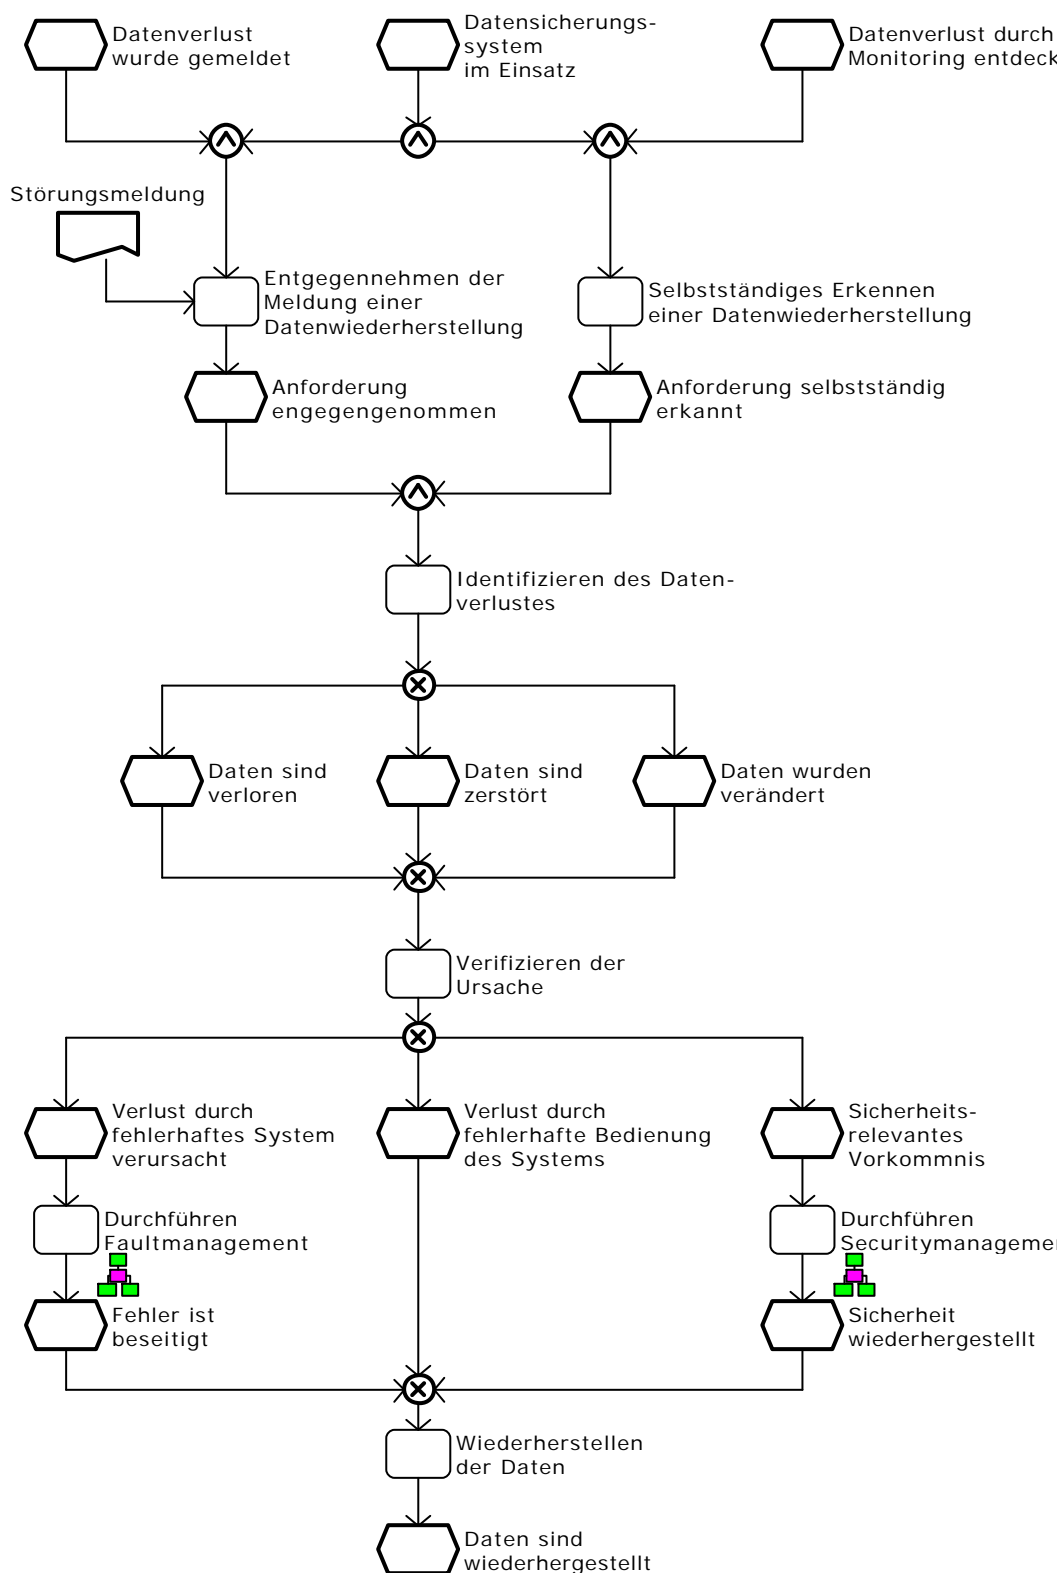 Datenverlust
wurde gemeldet
Datensicherungs-
system
im Einsatz
Datenverlust durch
Monitoring entdeck
Störungsmeldung
Entgegennehmen der
Meldung einer
Datenwiederherstellung
Selbstständiges Erkennen
einer Datenwiederherstellung
Anforderung
engegengenommen
Anforderung selbstständig
erkannt
Identifizieren des Daten-
verlustes
Daten sind
verloren
Daten sind
zerstört
Daten wurden
verändert
Verifizieren der
Ursache
Verlust durch
fehlerhaftes System
verursacht
Verlust durch
fehlerhafte Bedienung
des Systems
Sicherheits-
relevantes
Vorkommnis
Durchführen
Faultmanagement
Durchführen
Securitymanageme
Fehler ist
beseitigt
Sicherheit
wiederhergestellt
Wiederherstellen
der Daten
Daten sind
wiederhergestellt